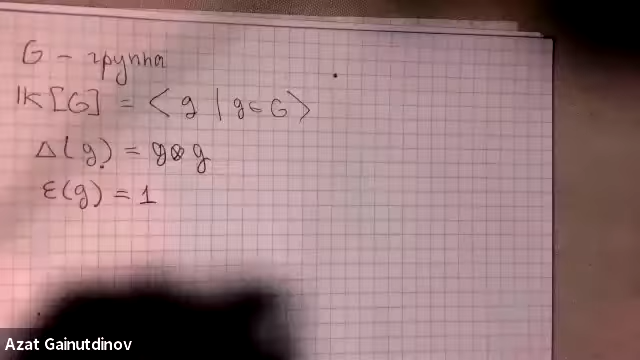 G - группа
𝕜[G] = ⟨g | g∈G⟩
Δ(g) = g⊗g
ε(g) = 1
Azat Gainutdinov